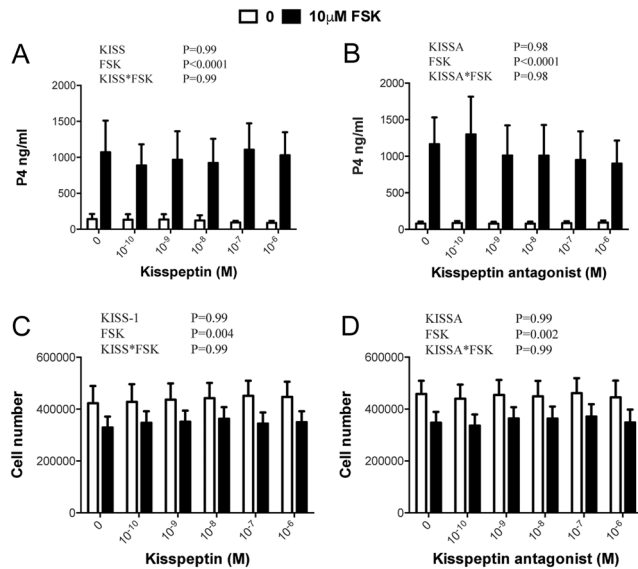 0 10μM FSK
A
KISS P=0.99
FSK P<0.0001
KISS*FSK P=0.99
P4 ng/ml
2000
1500
1000
500
0
0 10⁻¹⁰ 10⁻⁹ 10⁻⁸ 10⁻⁷ 10⁻⁶
Kisspeptin (M)
B
KISSA P=0.98
FSK P<0.0001
KISSA*FSK P=0.98
P4 ng/ml
2000
1500
1000
500
0
0 10⁻¹⁰ 10⁻⁹ 10⁻⁸ 10⁻⁷ 10⁻⁶
Kisspeptin antagonist (M)
C
KISS-1 P=0.99
FSK P=0.004
KISS*FSK P=0.99
Cell number
600000
400000
200000
0
0 10⁻¹⁰ 10⁻⁹ 10⁻⁸ 10⁻⁷ 10⁻⁶
Kisspeptin (M)
D
KISSA P=0.99
FSK P=0.002
KISSA*FSK P=0.99
Cell number
600000
400000
200000
0
0 10⁻¹⁰ 10⁻⁹ 10⁻⁸ 10⁻⁷ 10⁻⁶
Kisspeptin antagonist (M)